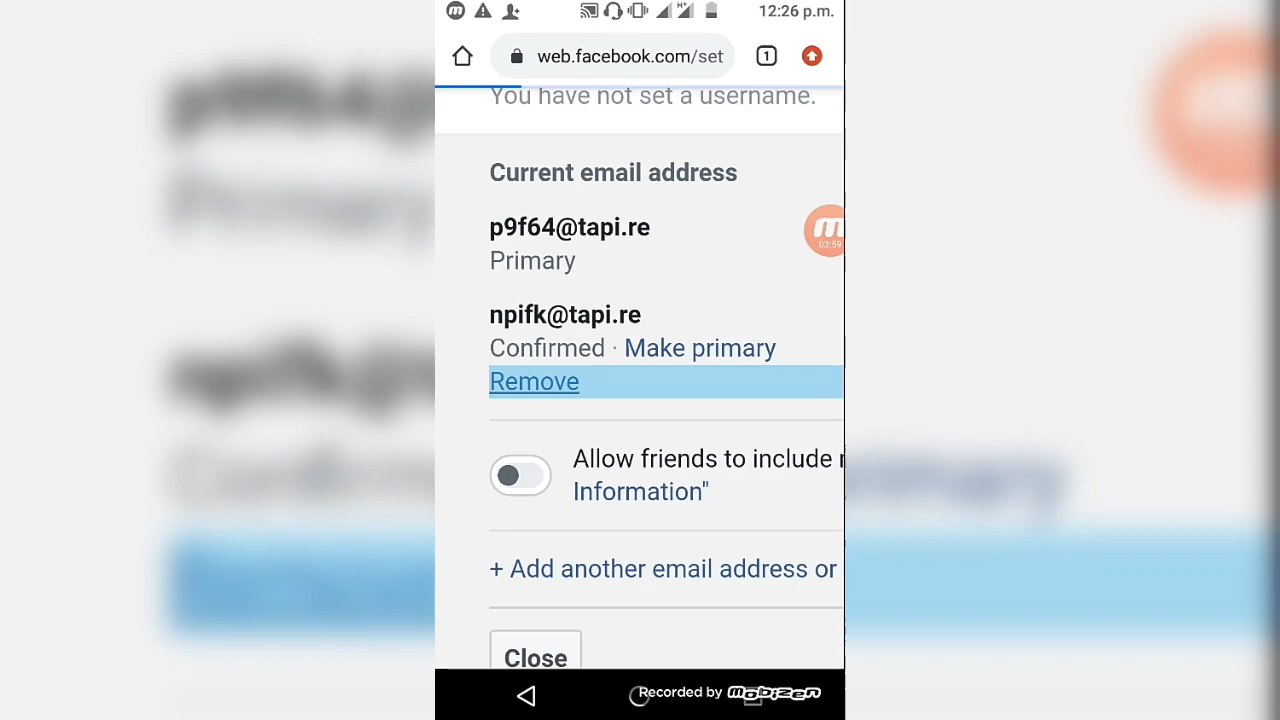 12:26 p.m.
web.facebook.com/set
1
You have not set a username.
Current email address
p9f64@tapi.re
Primary
03:59
npifk@tapi.re
Confirmed · Make primary
Remove
Allow friends to include
Information"
+ Add another email address or
Close
Recorded by mobizen